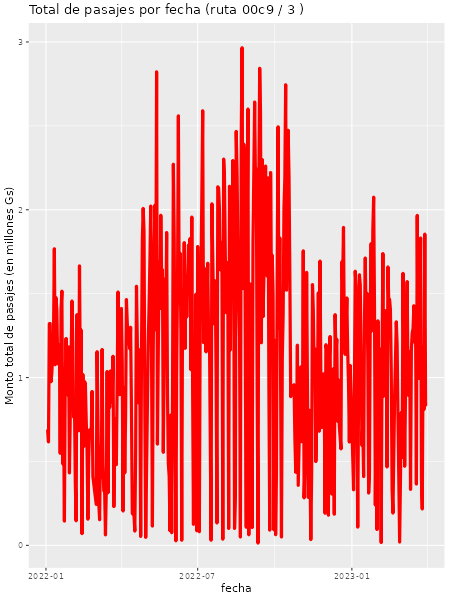 Total de pasajes por fecha (ruta 00c9 / 3 )
Monto total de pasajes (en millones Gs)
3
2
1
0
2022-01 2022-07 2023-01
fecha